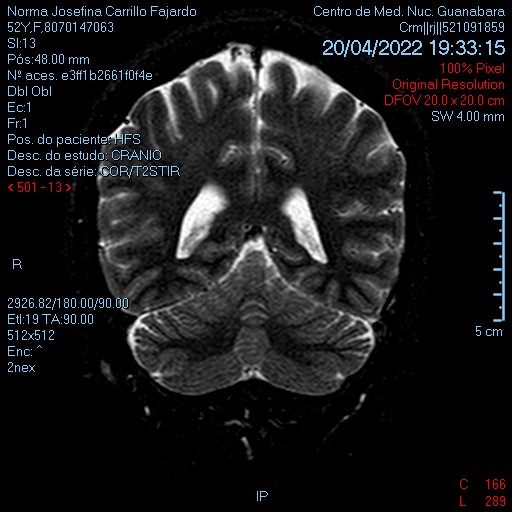 Norma Josefina Carrillo Fajardo
52Y,F,8070147063
Sl:13
Pós:48.00 mm
Nº aces. e3ff1b2661f0f4e
Dbl Obl
Ec:1
Fr:1
Pos. do paciente: HFS
Desc. do estudo: CRANIO
Desc. da série: COR/T2STIR
< 501 - 13 >
Centro de Med. Nuc. Guanabara
Crm||rj||521091859
20/04/2022 19:33:15
100% Pixel
Original Resolution
DFOV 20.0 x 20.0 cm
SW 4.00 mm
R
5 cm
2926.82/180.00/90.00
Etl:19 TA:90.00
512x512
Enc: ^
2nex
IP
C 166
L 289